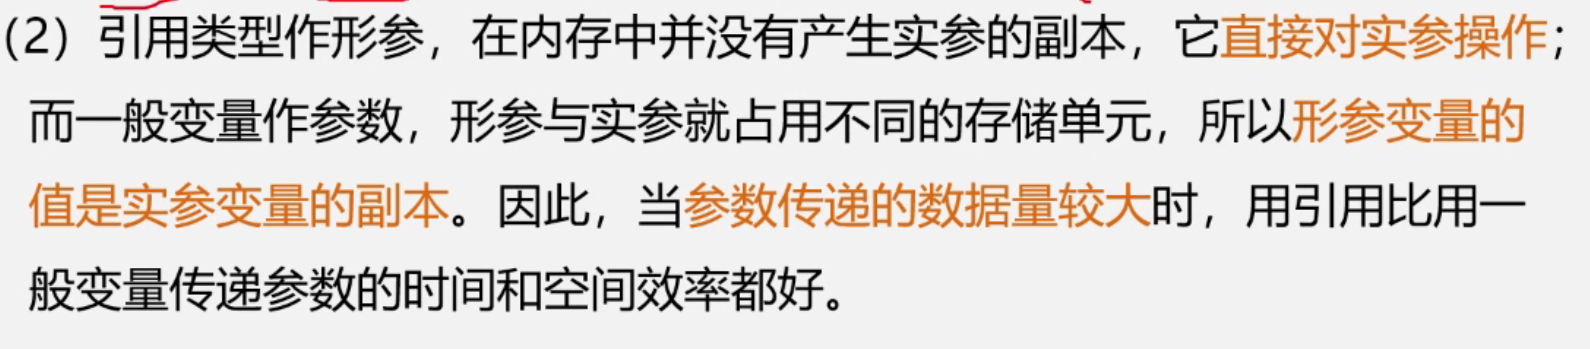 （2）引用类型作形参，在内存中并没有产生实参的副本，它直接对实参操作；
而一般变量作参数，形参与实参就占用不同的存储单元，所以形参变量的
值是实参变量的副本。因此，当参数传递的数据量较大时，用引用比用一
般变量传递参数的时间和空间效率都好。